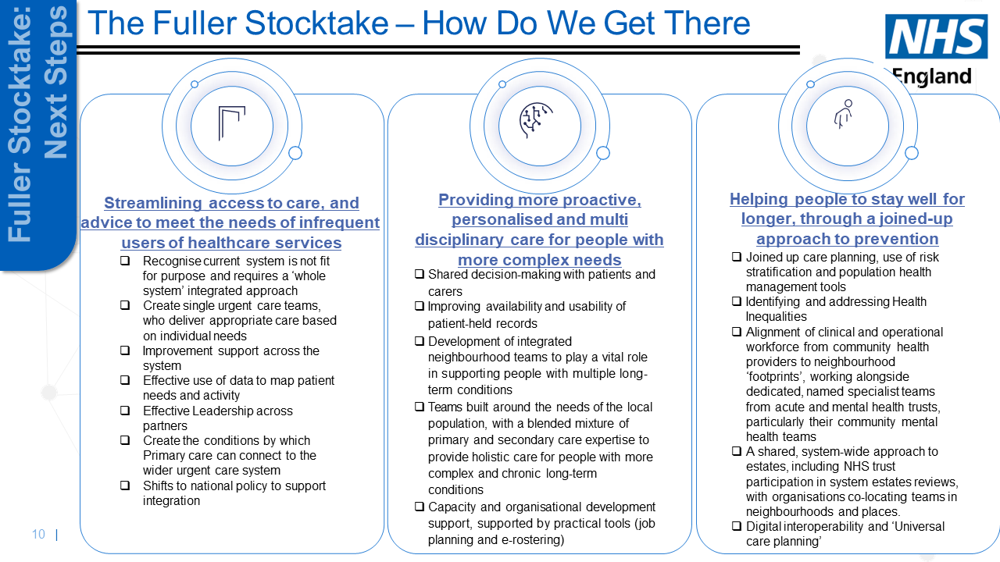 Fuller Stocktake:
Next Steps
The Fuller Stocktake – How Do We Get There
NHS
England
Streamlining access to care, and
advice to meet the needs of infrequent
users of healthcare services
Recognise current system is not fit
for purpose and requires a ‘whole
system’ integrated approach
Create single urgent care teams,
who deliver appropriate care based
on individual needs
Improvement support across the
system
Effective use of data to map patient
needs and activity
Effective Leadership across
partners
Create the conditions by which
Primary care can connect to the
wider urgent care system
Shifts to national policy to support
integration
Providing more proactive,
personalised and multi
disciplinary care for people with
more complex needs
Shared decision-making with patients and
carers
Improving availability and usability of
patient-held records
Development of integrated
neighbourhood teams to play a vital role
in supporting people with multiple long-
term conditions
Teams built around the needs of the local
population, with a blended mixture of
primary and secondary care expertise to
provide holistic care for people with more
complex and chronic long-term
conditions
Capacity and organisational development
support, supported by practical tools (job
planning and e-rostering)
Helping people to stay well for
longer, through a joined-up
approach to prevention
Joined up care planning, use of risk
stratification and population health
management tools
Identifying and addressing Health
Inequalities
Alignment of clinical and operational
workforce from community health
providers to neighbourhood
‘footprints’, working alongside
dedicated, named specialist teams
from acute and mental health trusts,
particularly their community mental
health teams
A shared, system-wide approach to
estates, including NHS trust
participation in system estates reviews,
with organisations co-locating teams in
neighbourhoods and places.
Digital interoperability and ‘Universal
care planning’
10 |